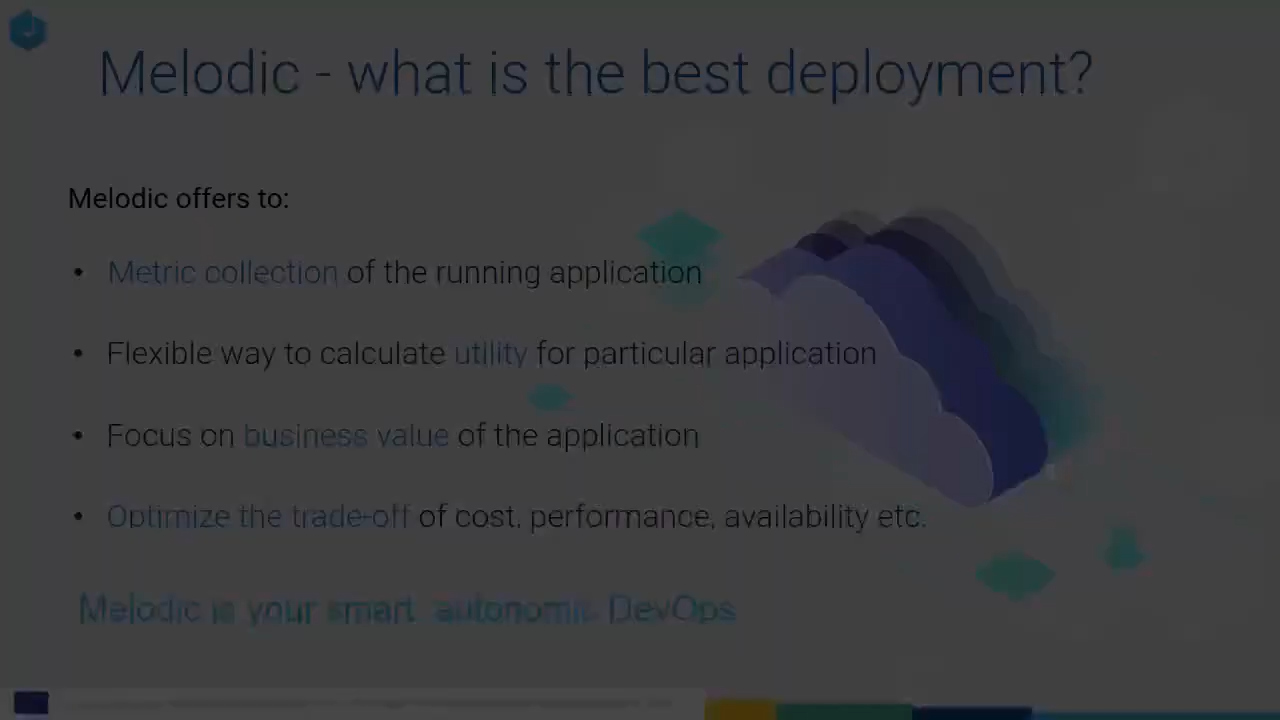 Melodic - what is the best deployment?
Melodic offers to:
• Metric collection of the running application
• Flexible way to calculate utility for particular application
• Focus on business value of the application
• Optimize the trade-off of cost, performance, availability etc.
Melodic is your smart, autonomic DevOps